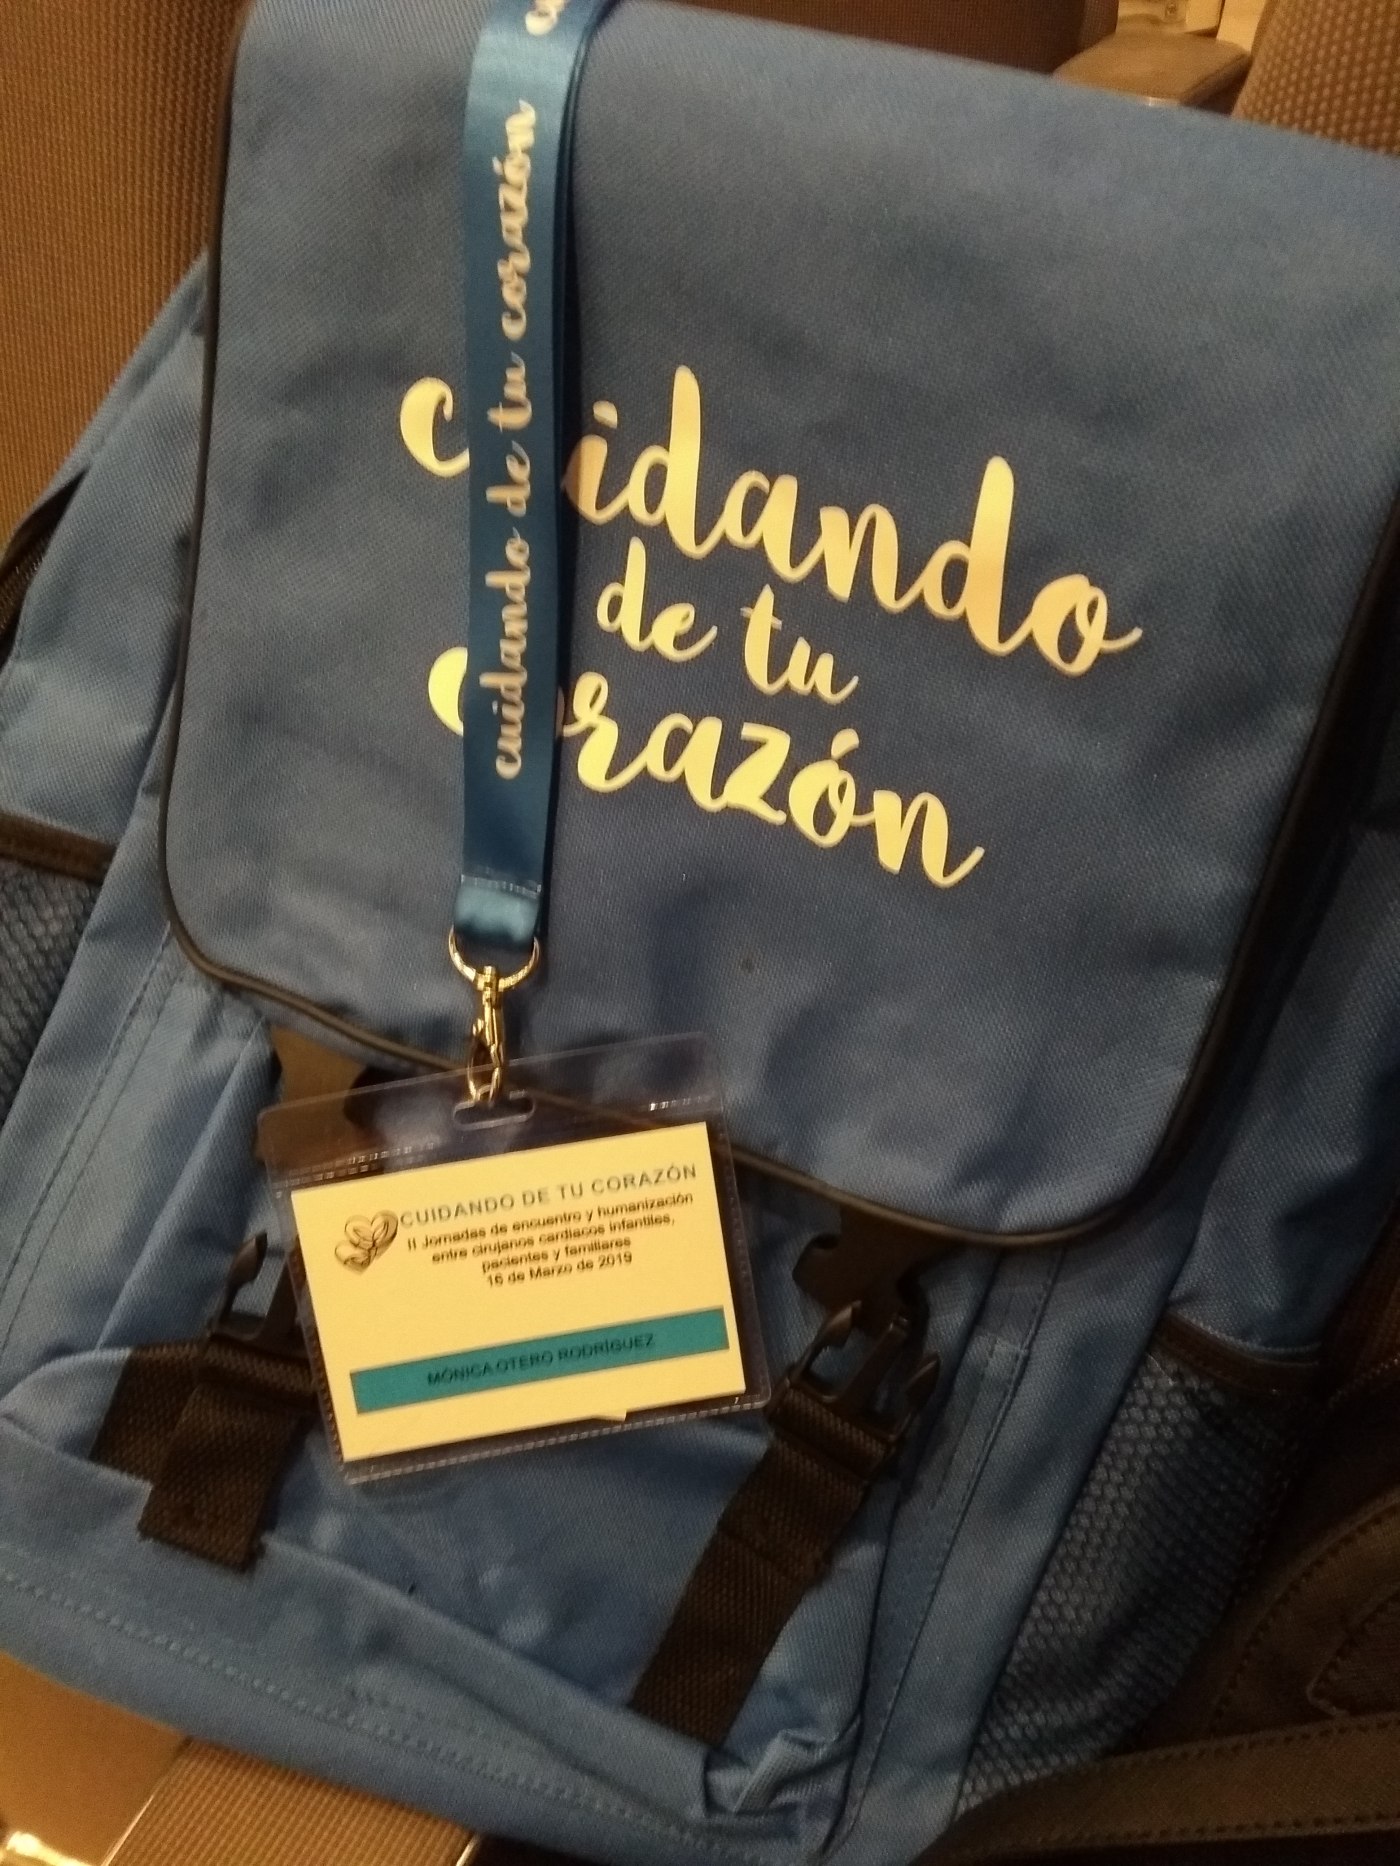 cuidando de tu corazón
Cuidando
de tu
Corazón
CUIDANDO DE TU CORAZÓN
II Jornadas de encuentro y humanización
entre cirujanos cardiacos infantiles,
pacientes y familiares
16 de Marzo de 2019
MÓNICA OTERO RODRÍGUEZ